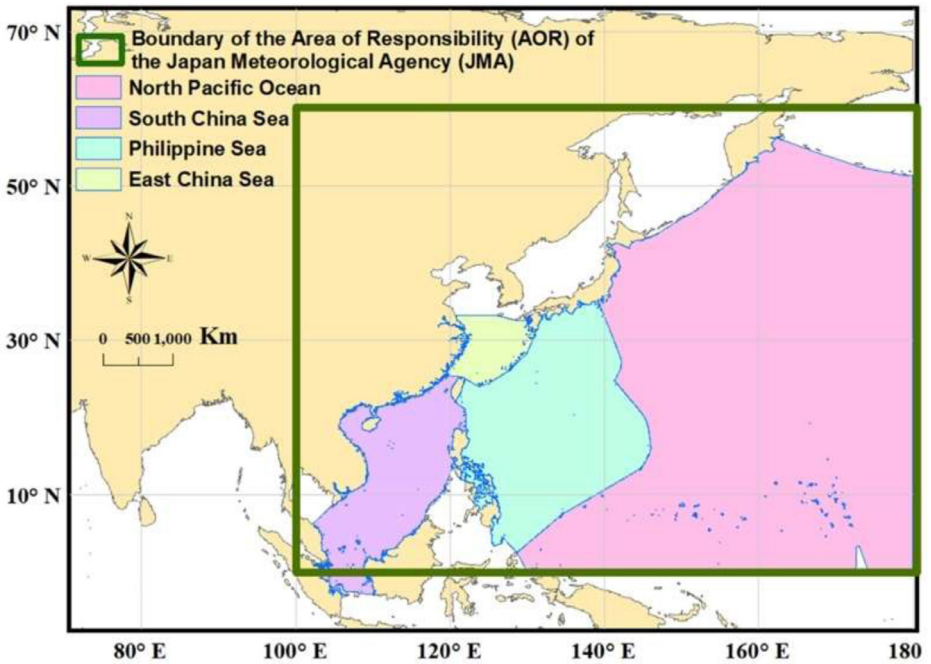 70° N
Boundary of the Area of Responsibility (AOR) of
the Japan Meteorological Agency (JMA)
North Pacific Ocean
South China Sea
Philippine Sea
East China Sea
50° N
N
W E
S
0 500 1,000 Km
30° N
10° N
80° E 100° E 120° E 140° E 160° E 180